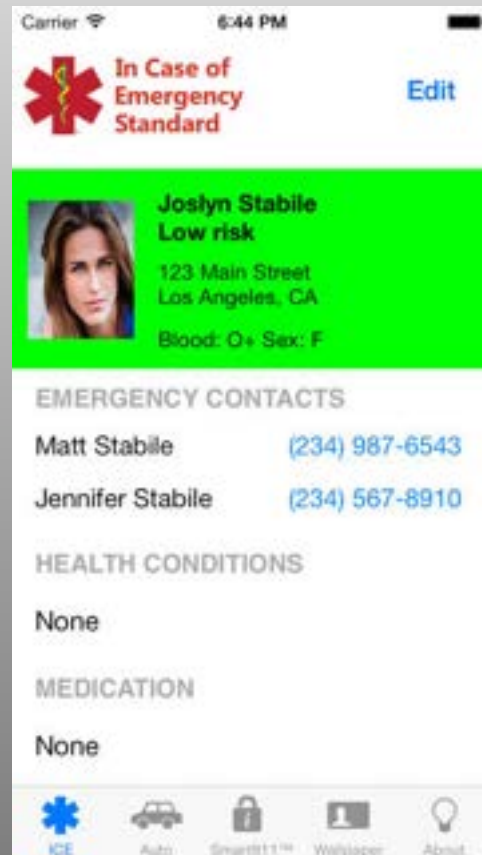 Carrier 6:44 PM
In Case of
Emergency
Standard
Edit
Joslyn Stabile
Low risk
123 Main Street
Los Angeles, CA
Blood: O+ Sex: F
EMERGENCY CONTACTS
Matt Stabile (234) 987-6543
Jennifer Stabile (234) 567-8910
HEALTH CONDITIONS
None
MEDICATION
None
ICE Auto Smart911™ Wallpaper About